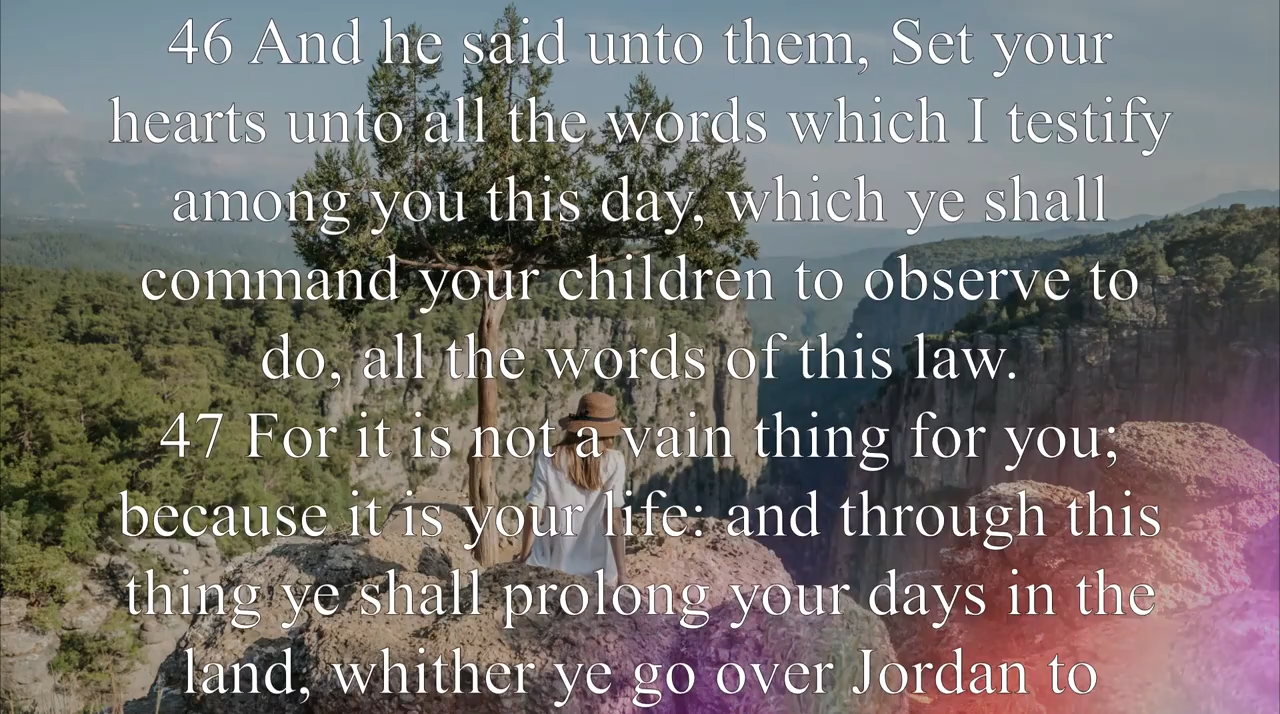 46 And he said unto them, Set your
hearts unto all the words which I testify
among you this day, which ye shall
command your children to observe to
do, all the words of this law.
47 For it is not a vain thing for you;
because it is your life: and through this
thing ye shall prolong your days in the
land, whither ye go over Jordan to